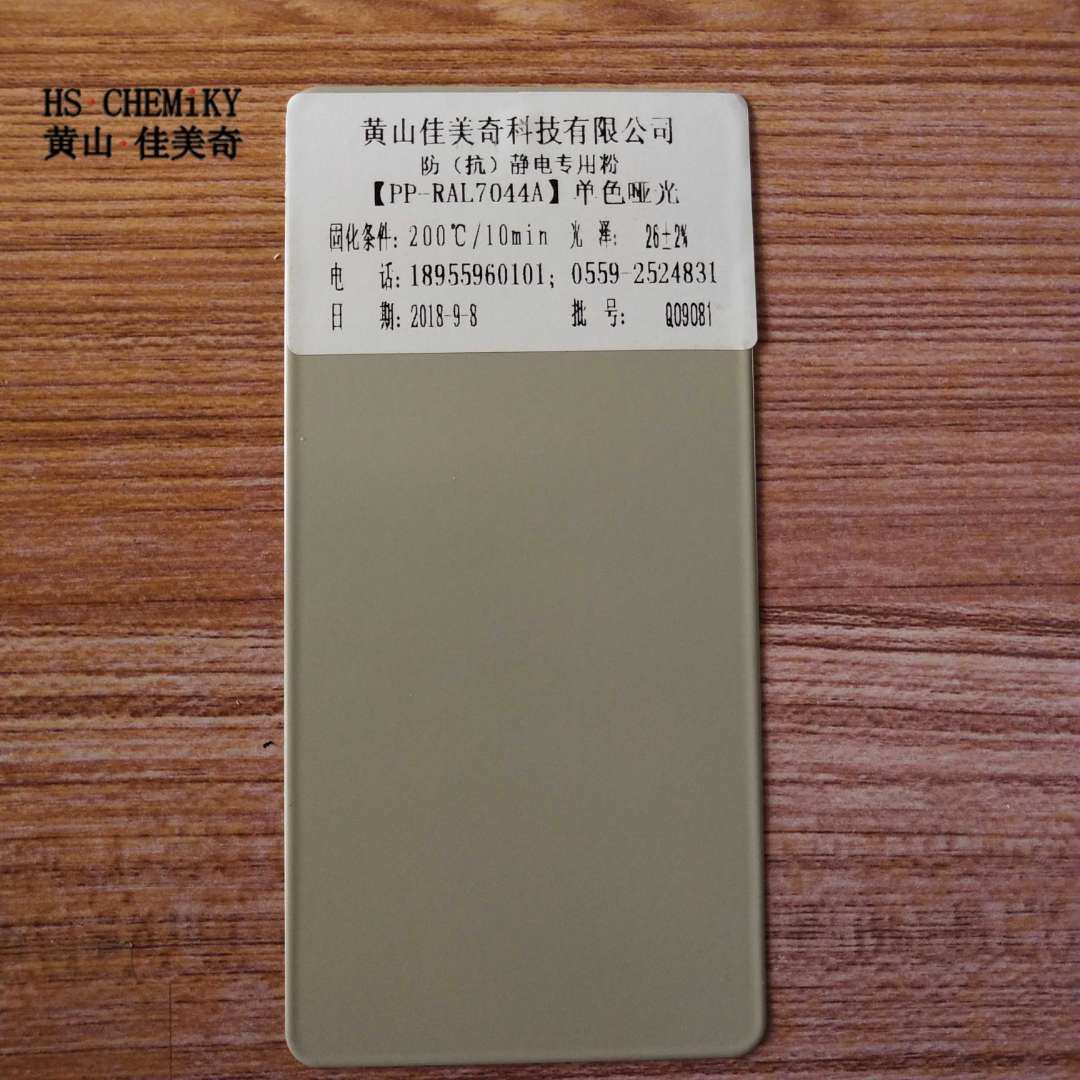 HS·CHEMiKY
黄山·佳美奇
黄山佳美奇科技有限公司
防（抗）静电专用粉
【PP-RAL7044A】单色哑光
固化条件: 200℃/10min 光 泽: 26±2%
电 话: 18955960101; 0559-2524831
日 期: 2018-9-8 批 号: Q09081